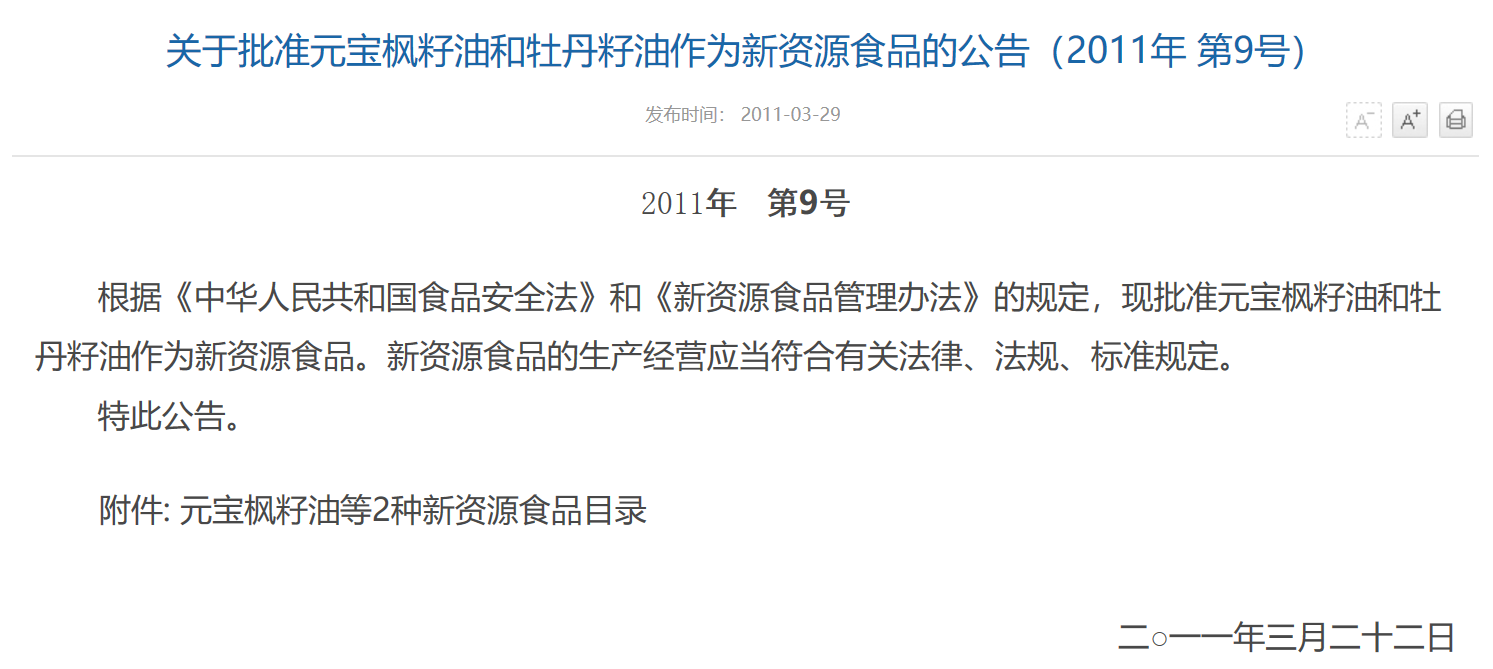 关于批准元宝枫籽油和牡丹籽油作为新资源食品的公告（2011年 第9号）
发布时间： 2011-03-29
A- A+
2011年 第9号
根据《中华人民共和国食品安全法》和《新资源食品管理办法》的规定，现批准元宝枫籽油和牡
丹籽油作为新资源食品。新资源食品的生产经营应当符合有关法律、法规、标准规定。
特此公告。
附件: 元宝枫籽油等2种新资源食品目录
二○一一年三月二十二日